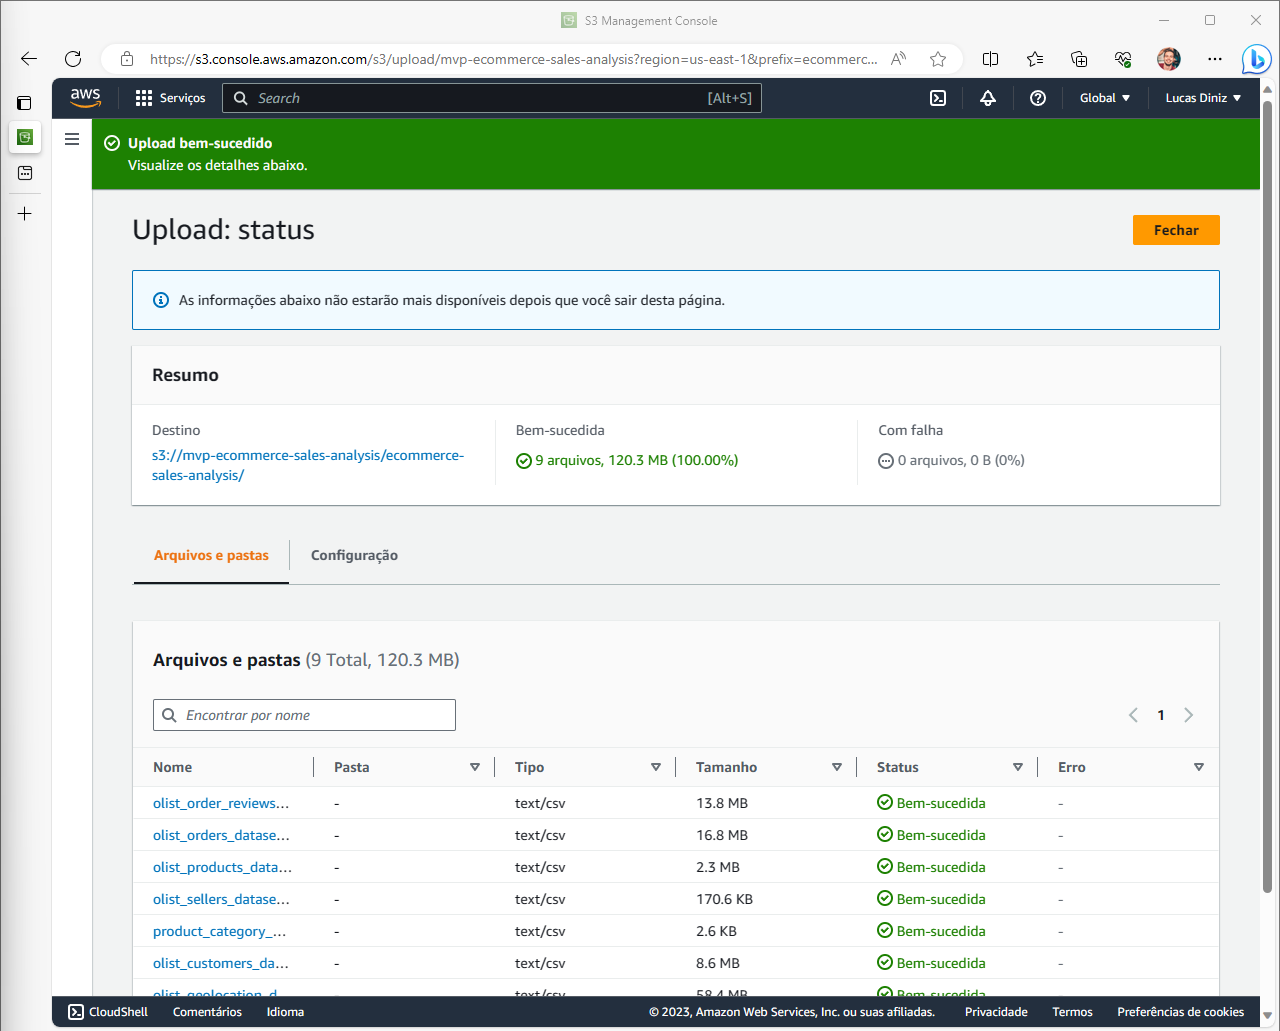 S3 Management Console
https://s3.console.aws.amazon.com/s3/upload/mvp-ecommerce-sales-analysis?region=us-east-1&prefix=ecommerc...
aws Serviços Search [Alt+S] Global Lucas Diniz
Upload bem-sucedido
Visualize os detalhes abaixo.
Upload: status Fechar
As informações abaixo não estarão mais disponíveis depois que você sair desta página.
Resumo
Destino Bem-sucedida Com falha
s3://mvp-ecommerce-sales-analysis/ecommerce-
sales-analysis/
9 arquivos, 120.3 MB (100.00%)
0 arquivos, 0 B (0%)
Arquivos e pastas Configuração
Arquivos e pastas (9 Total, 120.3 MB)
Encontrar por nome 1
Nome Pasta Tipo Tamanho Status Erro
olist_order_reviews... - text/csv 13.8 MB Bem-sucedida -
olist_orders_datase... - text/csv 16.8 MB Bem-sucedida -
olist_products_data... - text/csv 2.3 MB Bem-sucedida -
olist_sellers_datase... - text/csv 170.6 KB Bem-sucedida -
product_category_... - text/csv 2.6 KB Bem-sucedida -
olist_customers_da... - text/csv 8.6 MB Bem-sucedida -
olist_geolocation_d... - text/csv 58.4 MB Bem-sucedida -
CloudShell Comentários Idioma © 2023, Amazon Web Services, Inc. ou suas afiliadas. Privacidade Termos Preferências de cookies